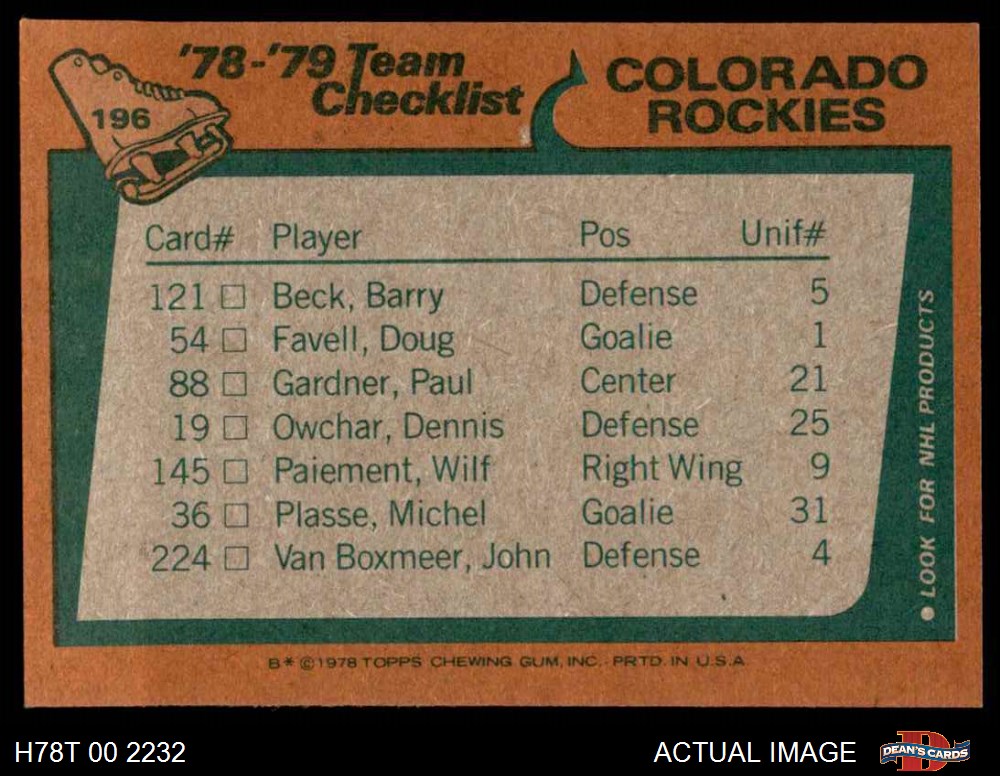 '78-'79 Team
Checklist
196
COLORADO
ROCKIES
Card# Player Pos Unif#
121 □ Beck, Barry Defense 5
54 □ Favell, Doug Goalie 1
88 □ Gardner, Paul Center 21
19 □ Owchar, Dennis Defense 25
145 □ Paiement, Wilf Right Wing 9
36 □ Plasse, Michel Goalie 31
224 □ Van Boxmeer, John Defense 4
● LOOK FOR NHL PRODUCTS
B* ©1978 TOPPS CHEWING GUM, INC. · PRTD. IN U.S.A
H78T 00 2232
ACTUAL IMAGE
D
DEAN'S CARDS